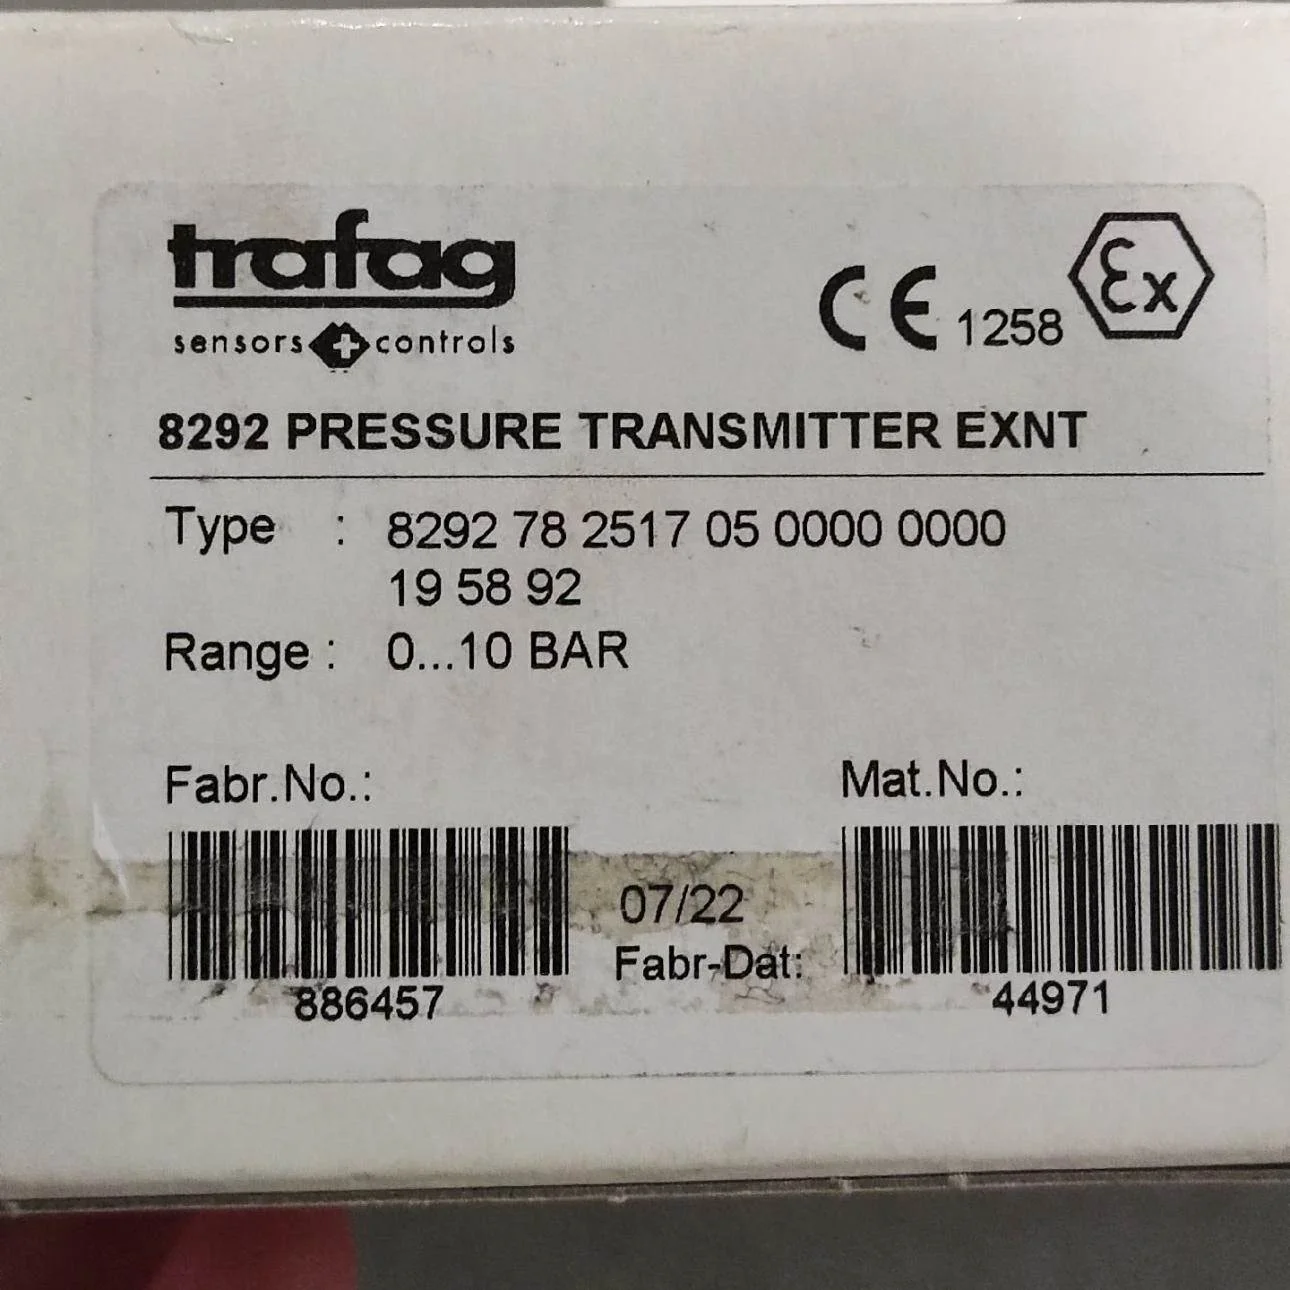 trafag
sensors controls
CE 1258 Ex
8292 PRESSURE TRANSMITTER EXNT
Type : 8292 78 2517 05 0000 0000
19 58 92
Range : 0...10 BAR
Fabr.No.: Mat.No.:
07/22
Fabr-Dat:
886457 44971